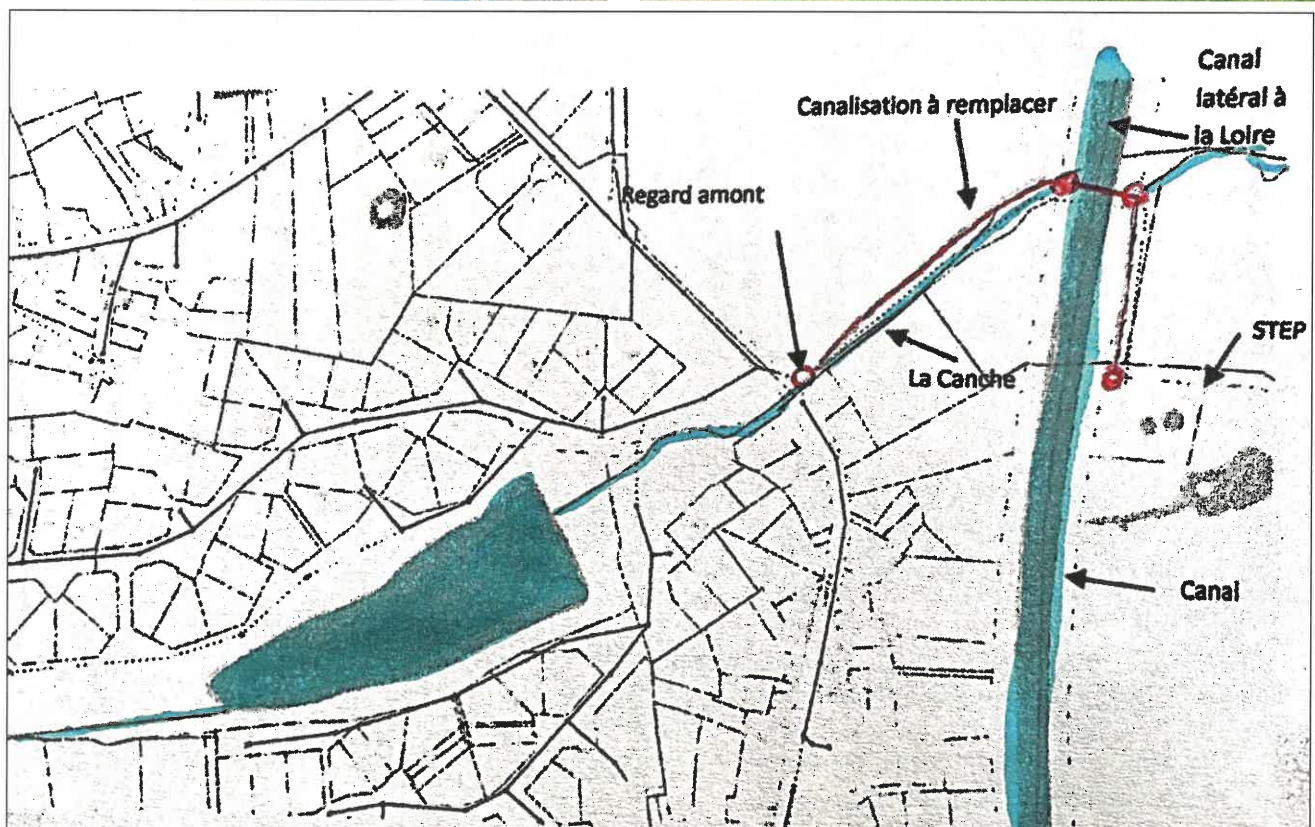 Canal
latéral à
la Loire
Canalisation à remplacer
Regard amont
La Canche
STEP
Canal